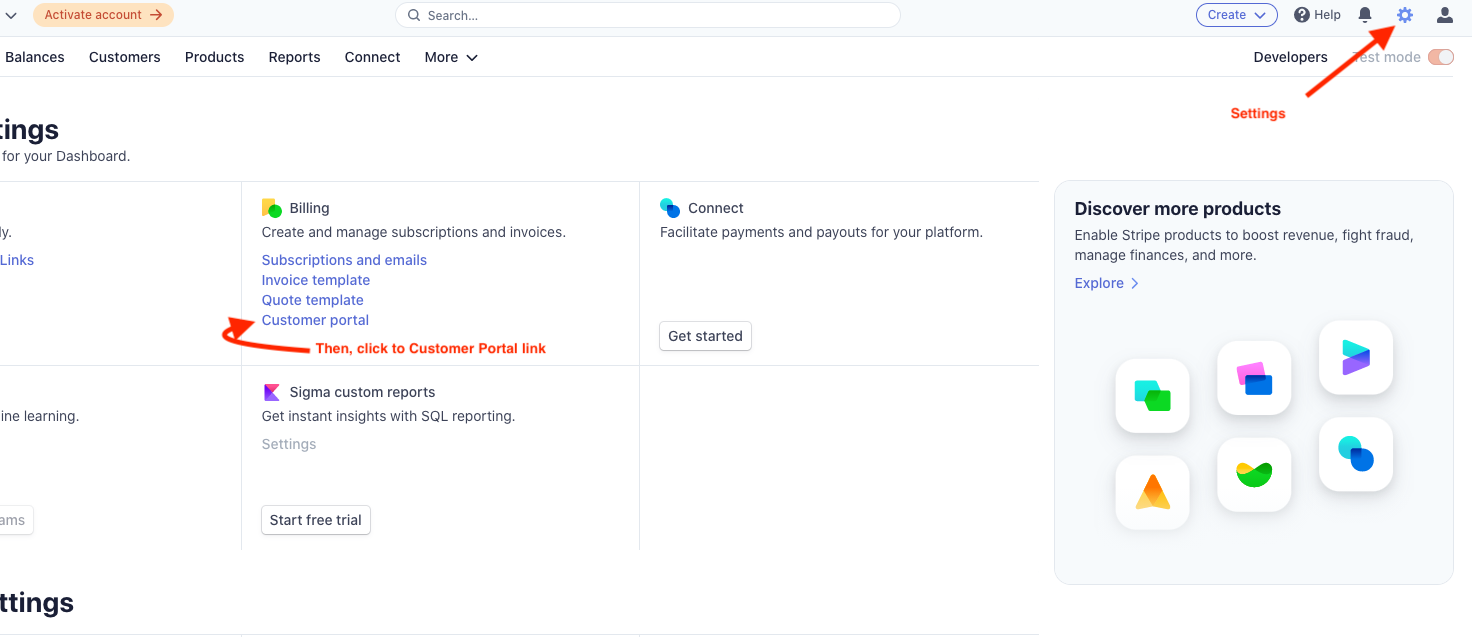 Activate account
Search...
Create
Help
Balances
Customers
Products
Reports
Connect
More
Developers
Test mode
Settings
tings
for your Dashboard.
ly.
Links
Billing
Create and manage subscriptions and invoices.
Subscriptions and emails
Invoice template
Quote template
Customer portal
Then, click to Customer Portal link
Connect
Facilitate payments and payouts for your platform.
Get started
Discover more products
Enable Stripe products to boost revenue, fight fraud,
manage finances, and more.
Explore
ine learning.
ams
Sigma custom reports
Get instant insights with SQL reporting.
Settings
Start free trial
ttings